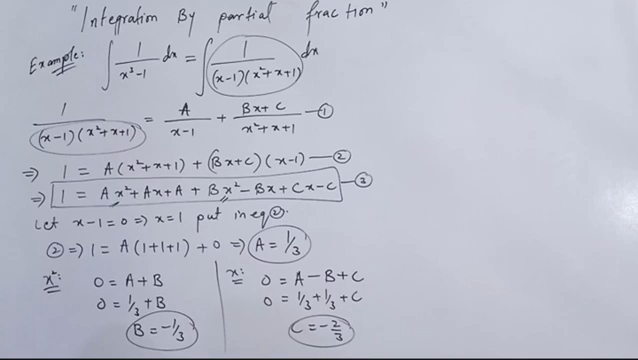 "Integration By partial fraction"
Example: ∫ 1/(x³-1) dx = ∫ 1/((x-1)(x²+x+1)) dx
1/((x-1)(x²+x+1)) = A/(x-1) + (Bx+C)/(x²+x+1) —①
⇒ 1 = A(x²+x+1) + (Bx+C)(x-1) —②
⇒ 1 = Ax²+Ax+A + Bx²-Bx+Cx-C —③
Let x-1=0 ⇒ x=1 put in eq ②.
② ⇒ 1 = A(1+1+1)+0 ⇒ A = 1/3
x²: 0 = A+B
0 = 1/3+B
B = -1/3
x: 0 = A-B+C
0 = 1/3+1/3+C
C = -2/3